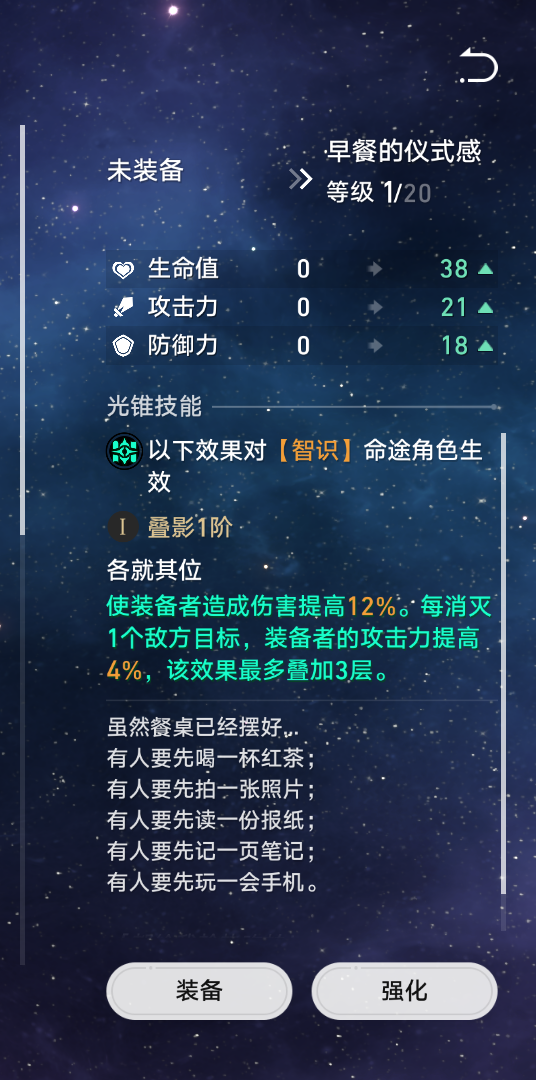 未装备
早餐的仪式感
等级 1/20
生命值 0 38
攻击力 0 21
防御力 0 18
光锥技能
以下效果对【智识】命途角色生
效
I 叠影1阶
各就其位
使装备者造成伤害提高12%。每消灭
1个敌方目标，装备者的攻击力提高
4%，该效果最多叠加3层。
虽然餐桌已经摆好…
有人要先喝一杯红茶；
有人要先拍一张照片；
有人要先读一份报纸；
有人要先记一页笔记；
有人要先玩一会手机。
装备 强化